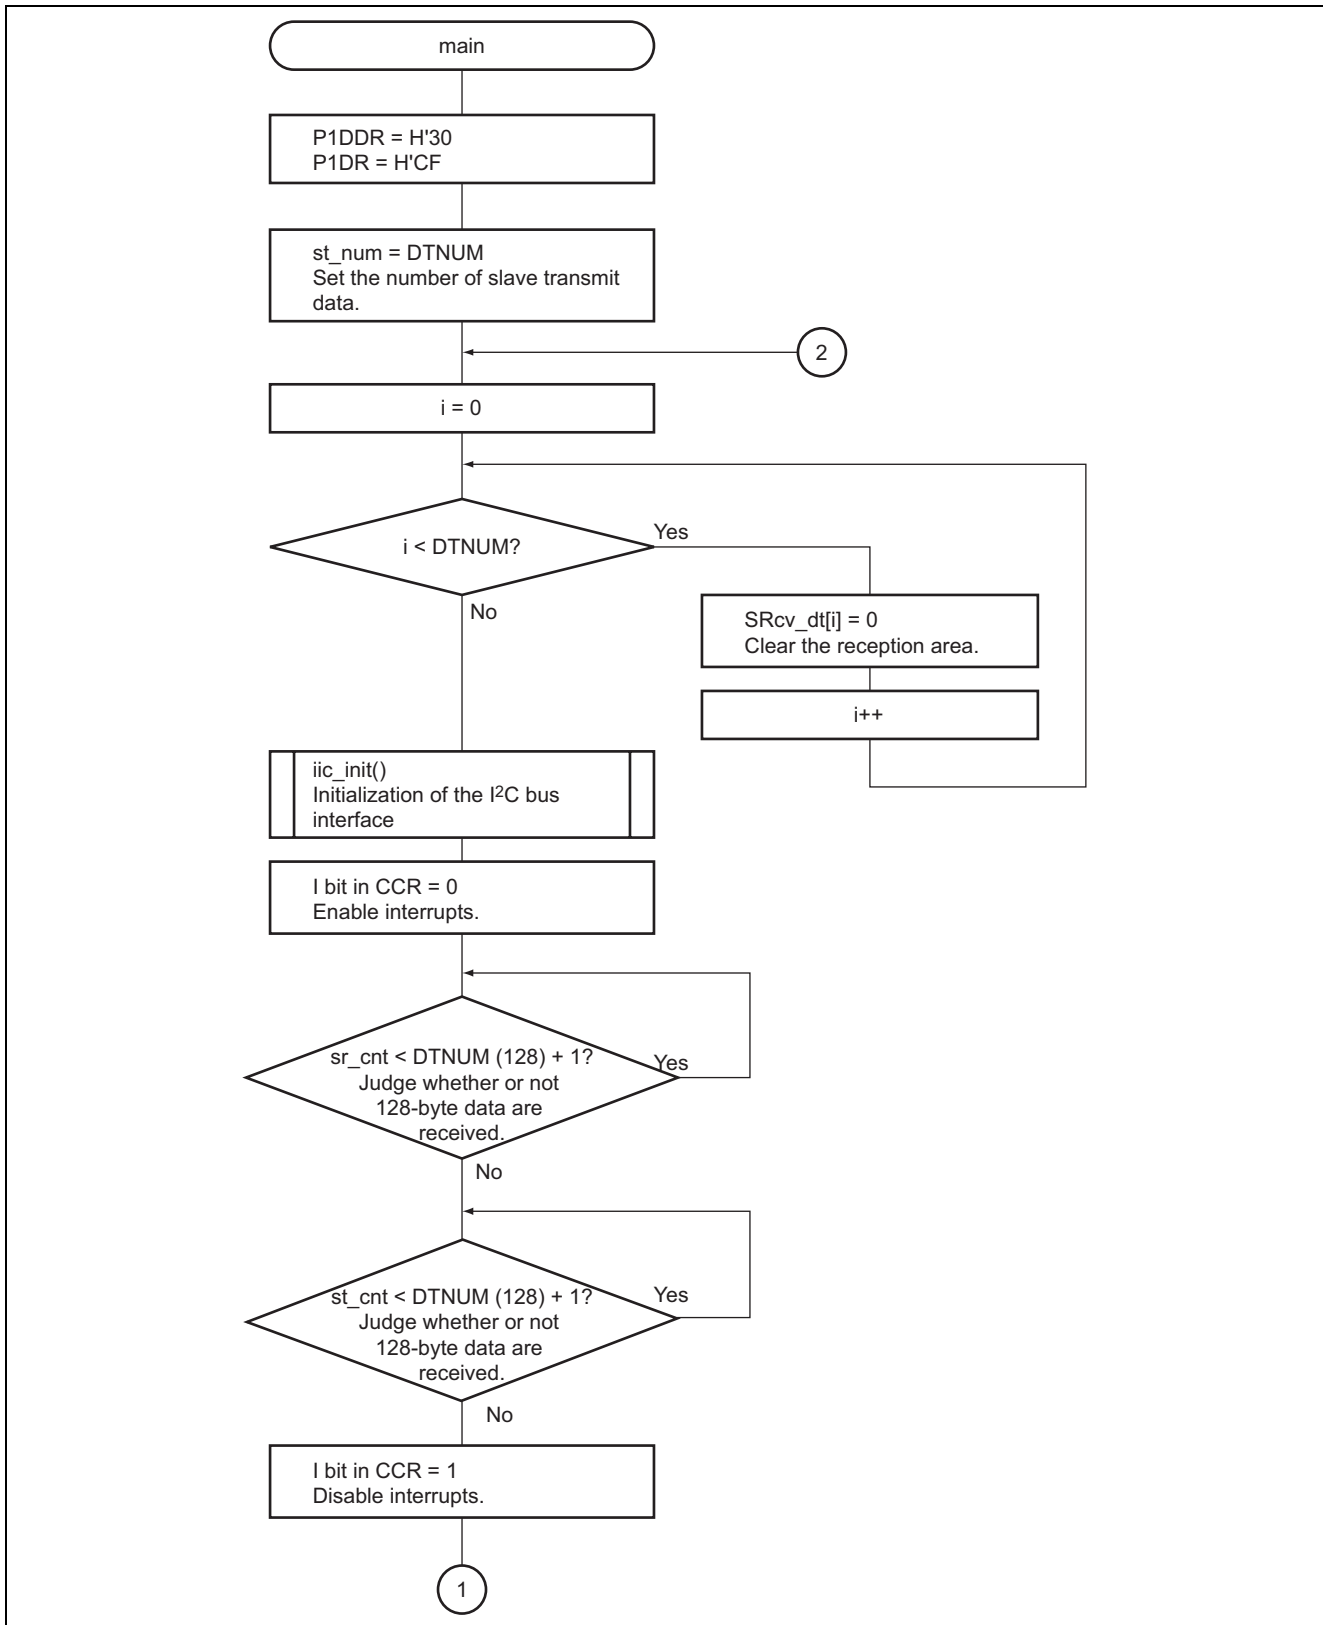 main
P1DDR = H'30
P1DR = H'CF
st_num = DTNUM
Set the number of slave transmit
data.
2
i = 0
i < DTNUM?
Yes
No
SRcv_dt[i] = 0
Clear the reception area.
i++
iic_init()
Initialization of the I2C bus
interface
I bit in CCR = 0
Enable interrupts.
sr_cnt < DTNUM (128) + 1?
Judge whether or not
128-byte data are
received.
Yes
No
st_cnt < DTNUM (128) + 1?
Judge whether or not
128-byte data are
received.
Yes
No
I bit in CCR = 1
Disable interrupts.
1